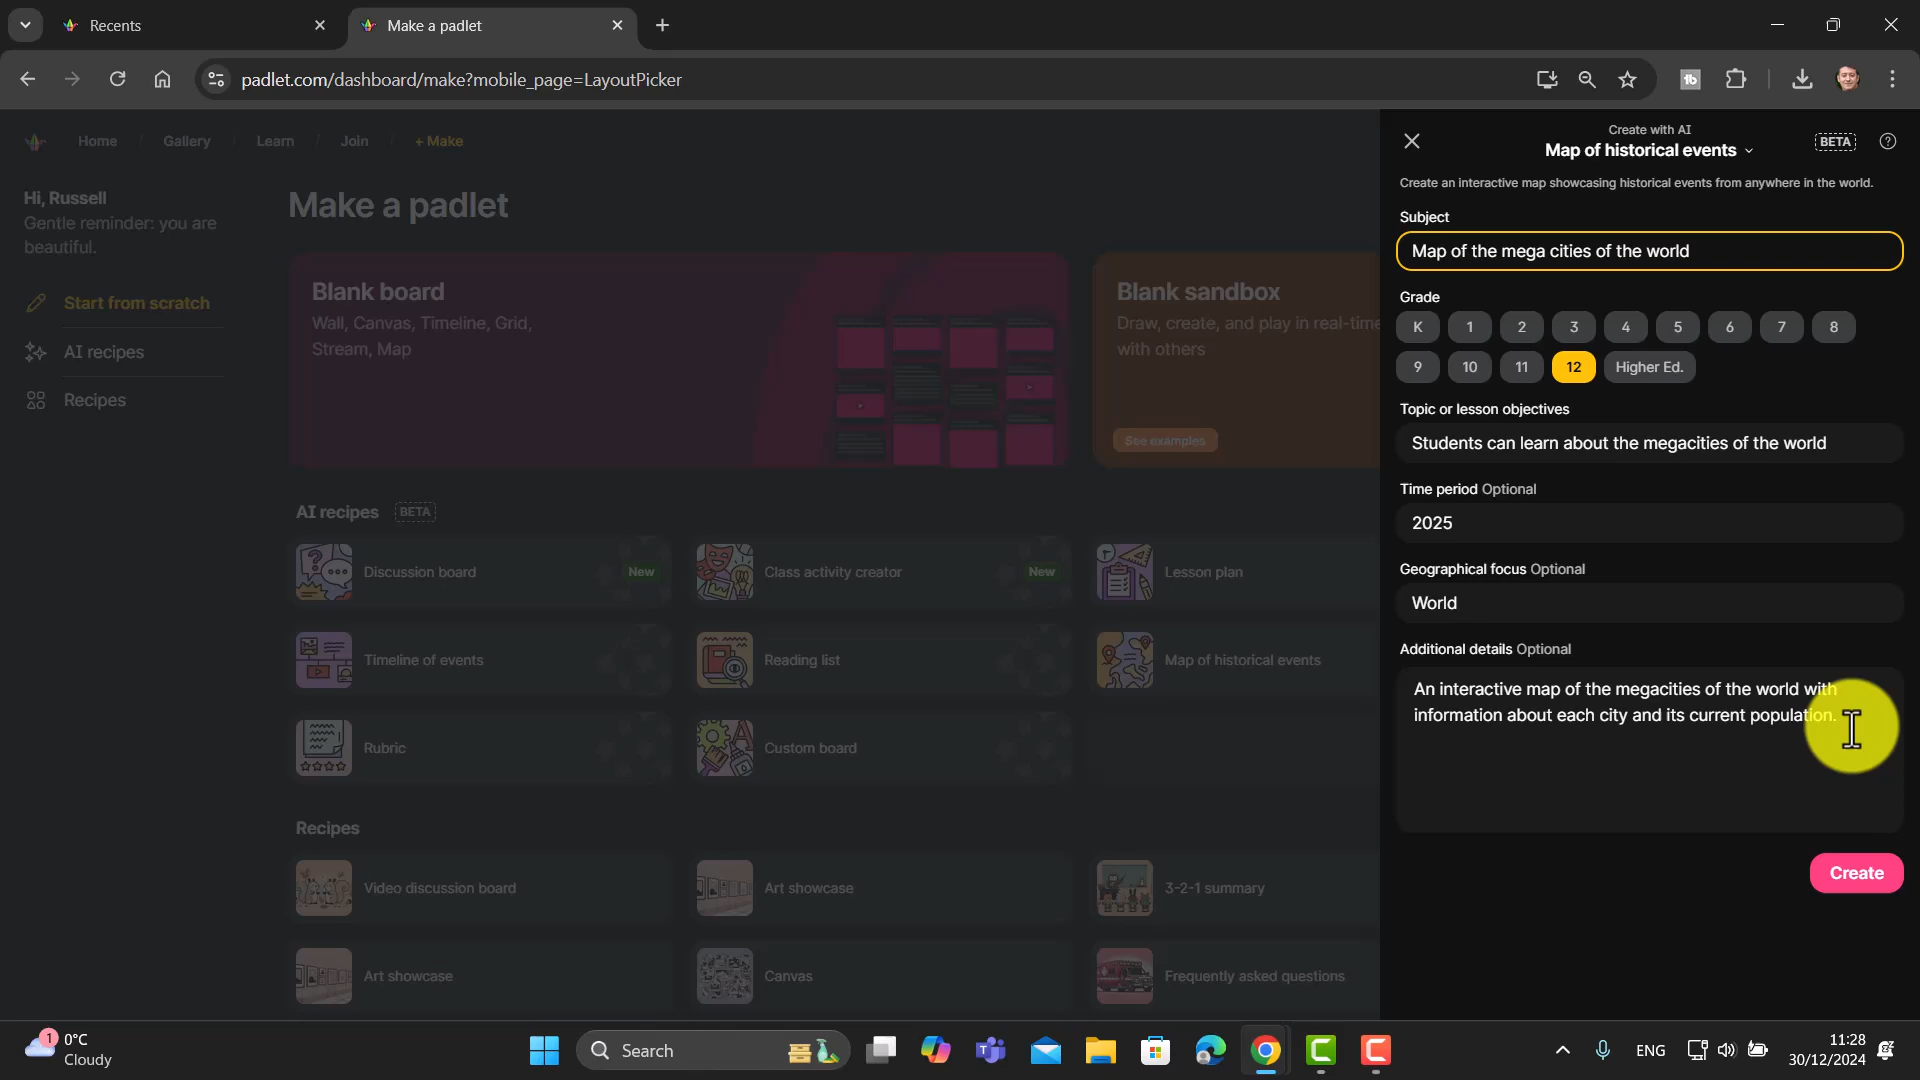 Recents
Make a padlet
padlet.com/dashboard/make?mobile_page=LayoutPicker
Home
Gallery
Learn
Join
+ Make
Hi, Russell
Gentle reminder: you are
beautiful.
Start from scratch
AI recipes
Recipes
Make a padlet
Blank board
Wall, Canvas, Timeline, Grid,
Stream, Map
Blank sandbox
Draw, create, and play in real-time
with others
See examples
AI recipes BETA
Discussion board
New
Class activity creator
New
Lesson plan
Timeline of events
Reading list
Map of historical events
Rubric
Custom board
Recipes
Video discussion board
Art showcase
3-2-1 summary
Art showcase
Canvas
Frequently asked questions
Create with AI
Map of historical events
BETA
Create an interactive map showcasing historical events from anywhere in the world.
Subject
Map of the mega cities of the world
Grade
K 1 2 3 4 5 6 7 8
9 10 11 12 Higher Ed.
Topic or lesson objectives
Students can learn about the megacities of the world
Time period Optional
2025
Geographical focus Optional
World
Additional details Optional
An interactive map of the megacities of the world with
information about each city and its current population.
Create
1
0°C
Cloudy
Search
ENG
11:28
30/12/2024